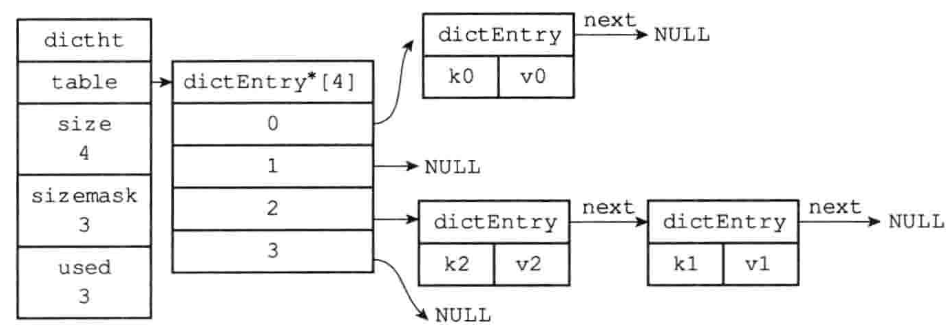 dictht
table
size
4
sizemask
3
used
3
dictEntry*[4]
0
1
2
3
dictEntry
k0 v0
next
NULL
NULL
dictEntry
k2 v2
next
dictEntry
k1 v1
next
NULL
NULL